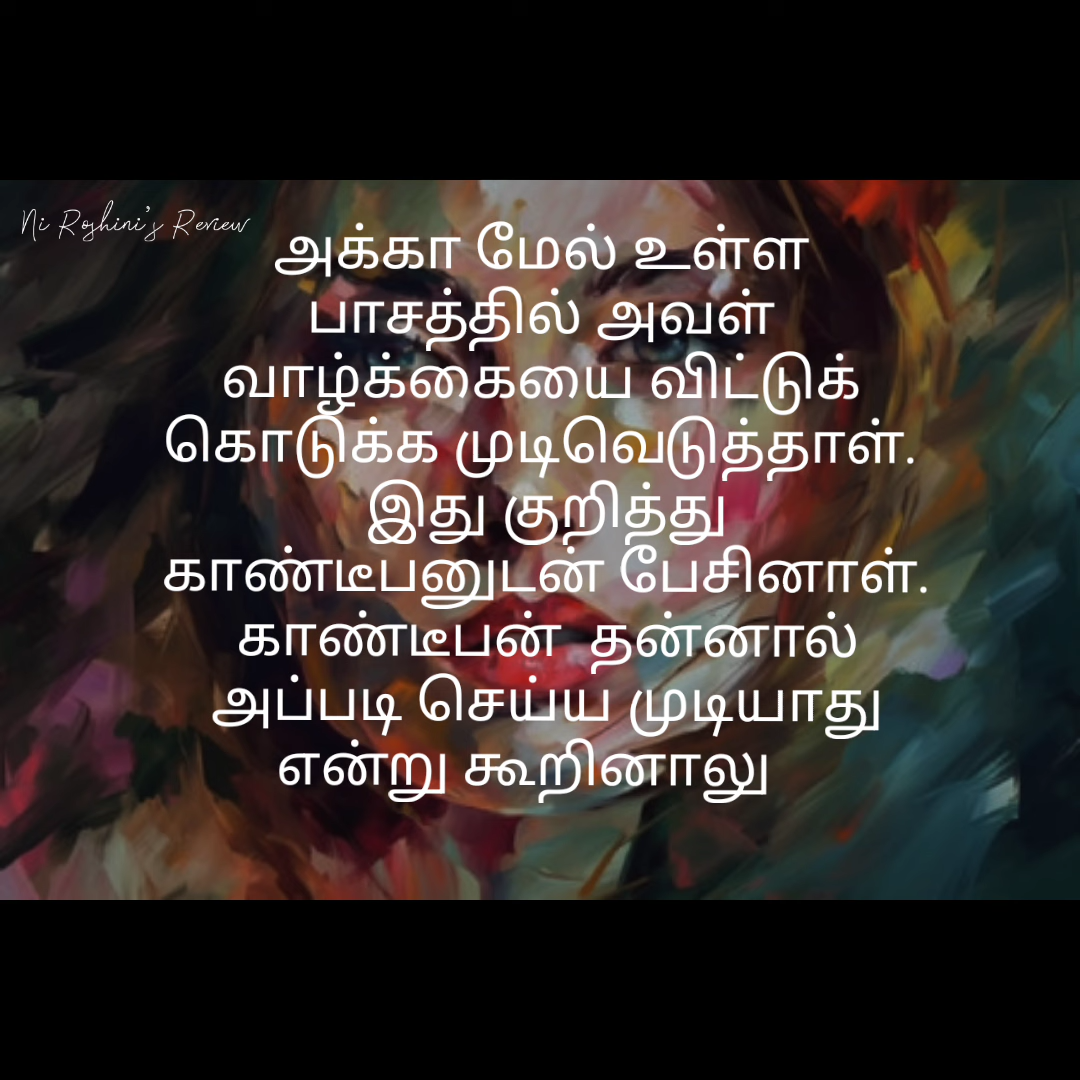 Ni Roshini's Review
அக்கா மேல் உள்ள
பாசத்தில் அவள்
வாழ்க்கையை விட்டுக்
கொடுக்க முடிவெடுத்தாள்.
இது குறித்து
காண்டீபனுடன் பேசினாள்.
காண்டீபன் தன்னால்
அப்படி செய்ய முடியாது
என்று கூறினாலு